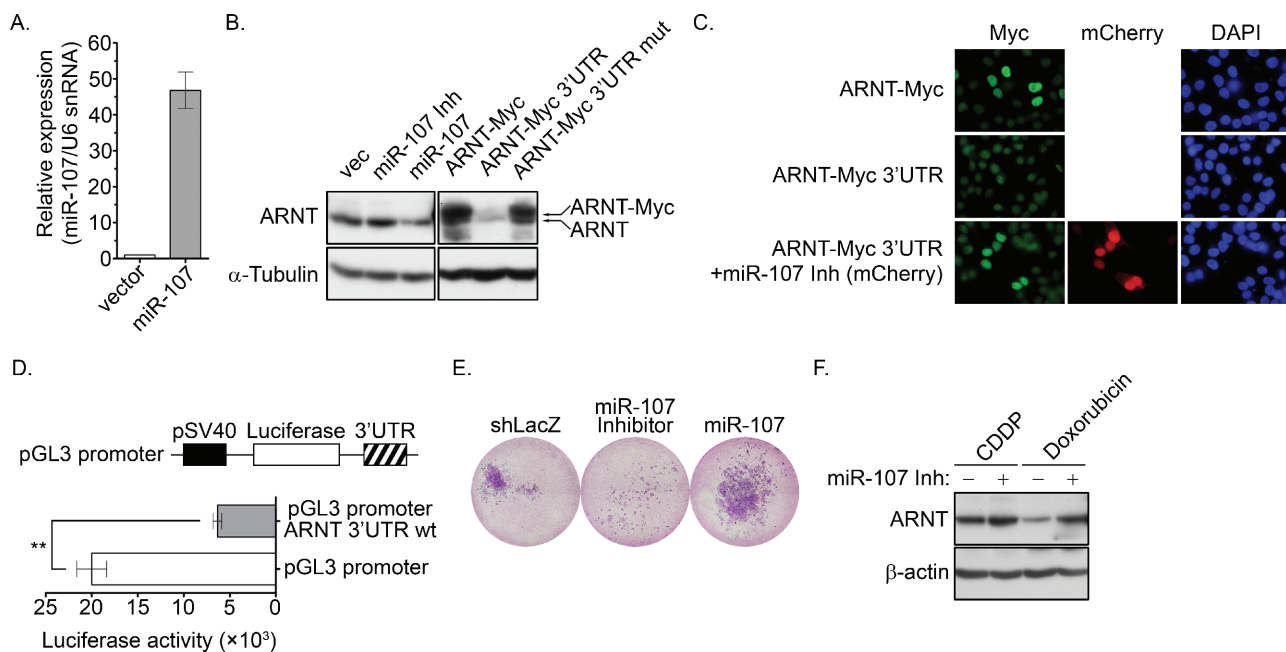 A.
Relative expression
(miR-107/U6 snRNA)
60
50
40
30
20
10
0
vector
miR-107
B.
vec
miR-107 Inh
miR-107
ARNT-Myc
ARNT-Myc 3'UTR
ARNT-Myc 3'UTR mut
ARNT
ARNT-Myc
ARNT
α-Tubulin
C.
Myc
mCherry
DAPI
ARNT-Myc
ARNT-Myc 3'UTR
ARNT-Myc 3'UTR
+miR-107 Inh (mCherry)
D.
pSV40
Luciferase
3'UTR
pGL3 promoter
pGL3 promoter
ARNT 3'UTR wt
**
pGL3 promoter
25 20 15 10 5 0
Luciferase activity (×10³)
E.
shLacZ
miR-107
Inhibitor
miR-107
F.
CDDP
Doxorubicin
miR-107 Inh: – + – +
ARNT
β-actin